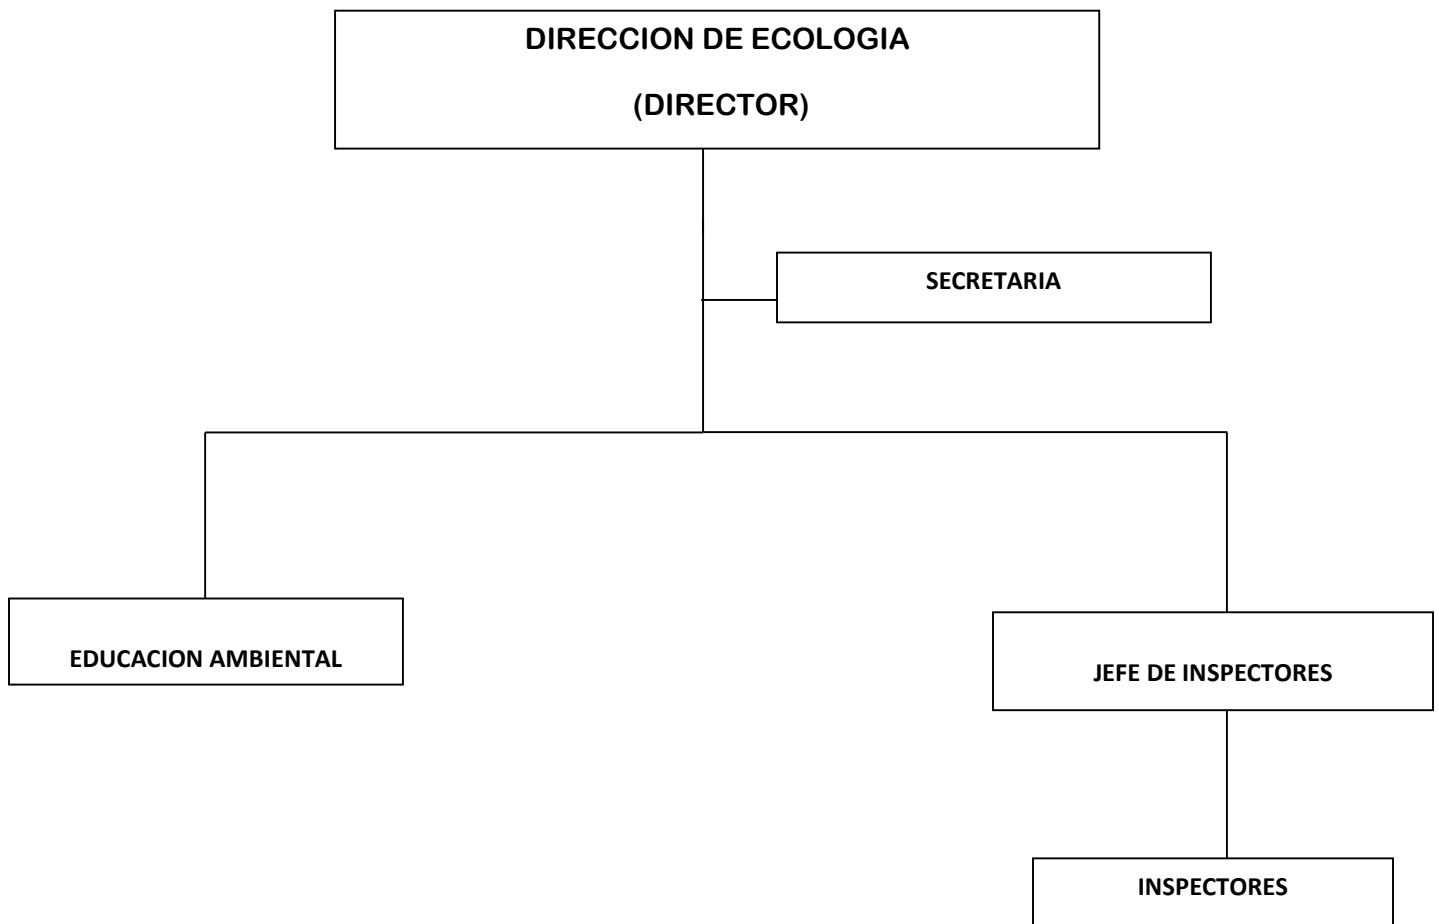 DIRECCION DE ECOLOGIA
(DIRECTOR)
SECRETARIA
EDUCACION AMBIENTAL
JEFE DE INSPECTORES
INSPECTORES